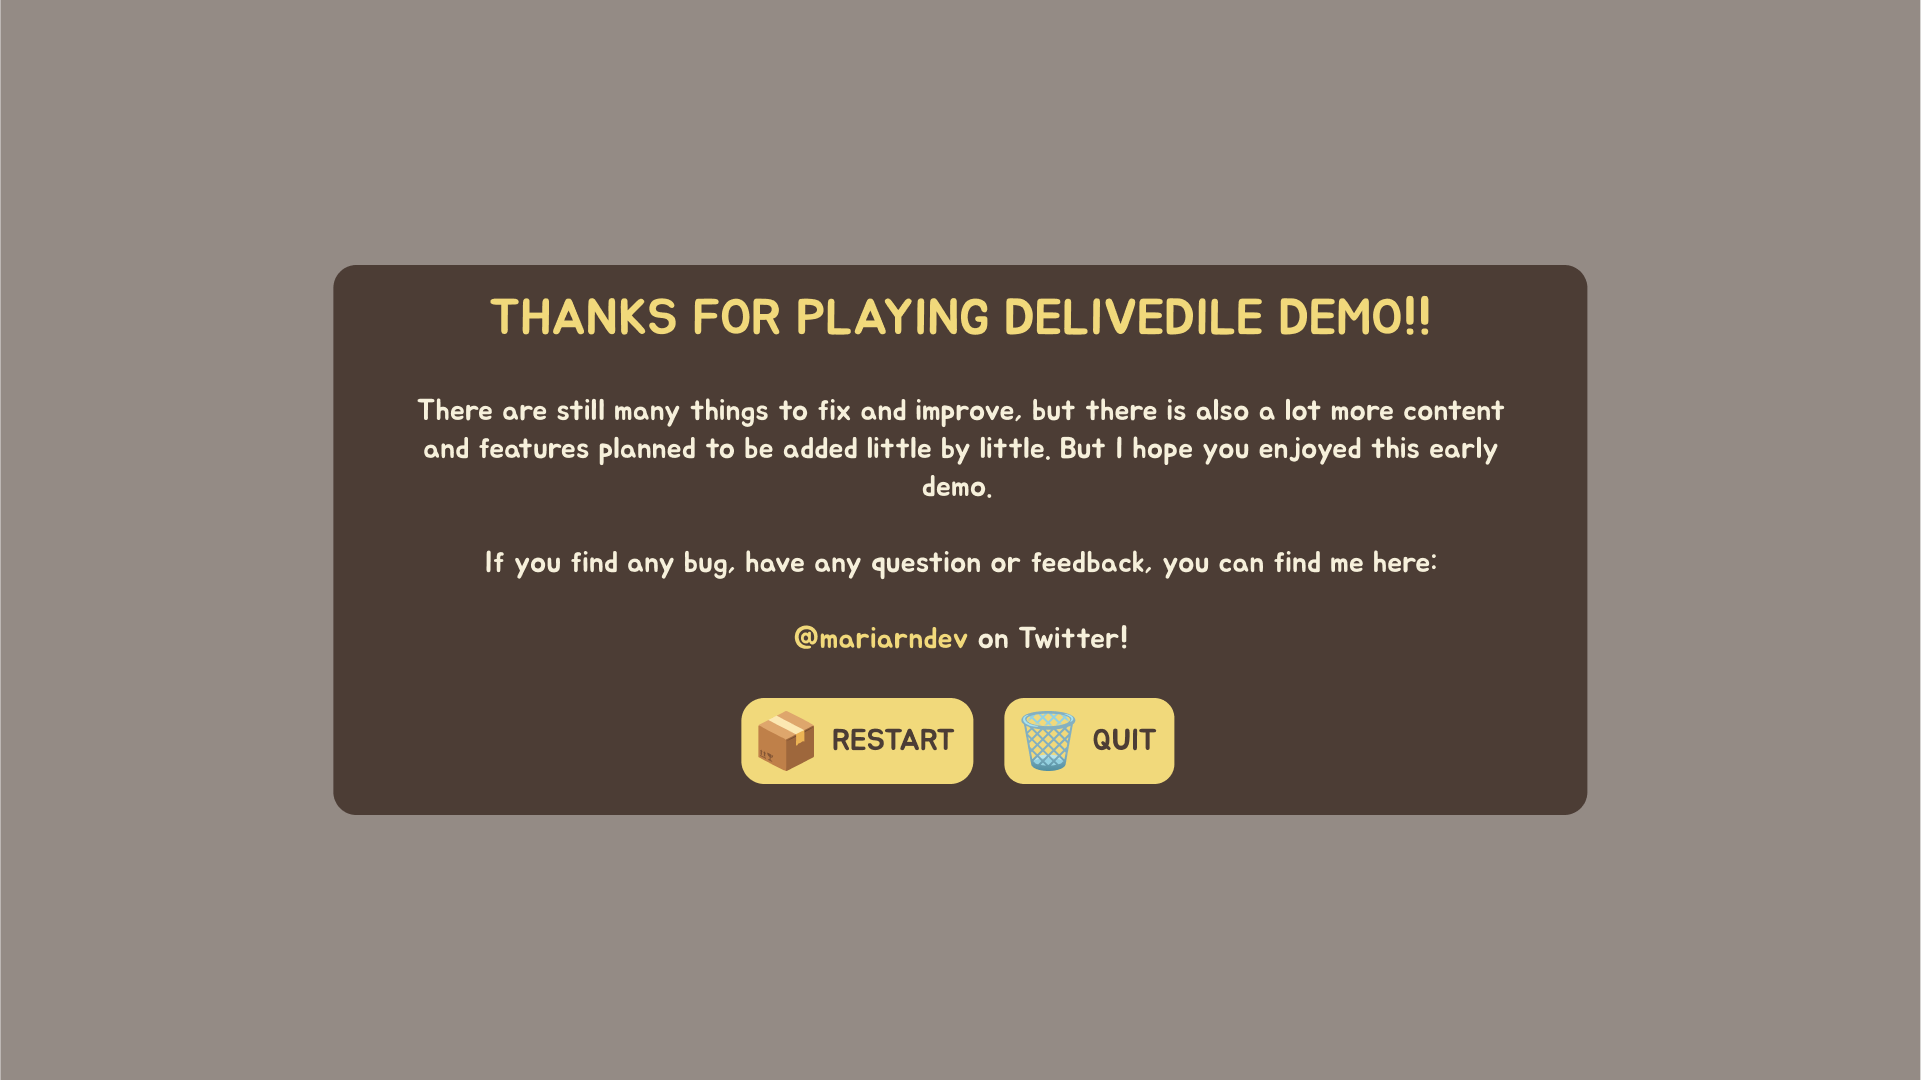 THANKS FOR PLAYING DELIVEDILE DEMO!!
There are still many things to fix and improve, but there is also a lot more content
and features planned to be added little by little. But I hope you enjoyed this early
demo.
If you find any bug, have any question or feedback, you can find me here:
@mariarndev on Twitter!
RESTART
QUIT